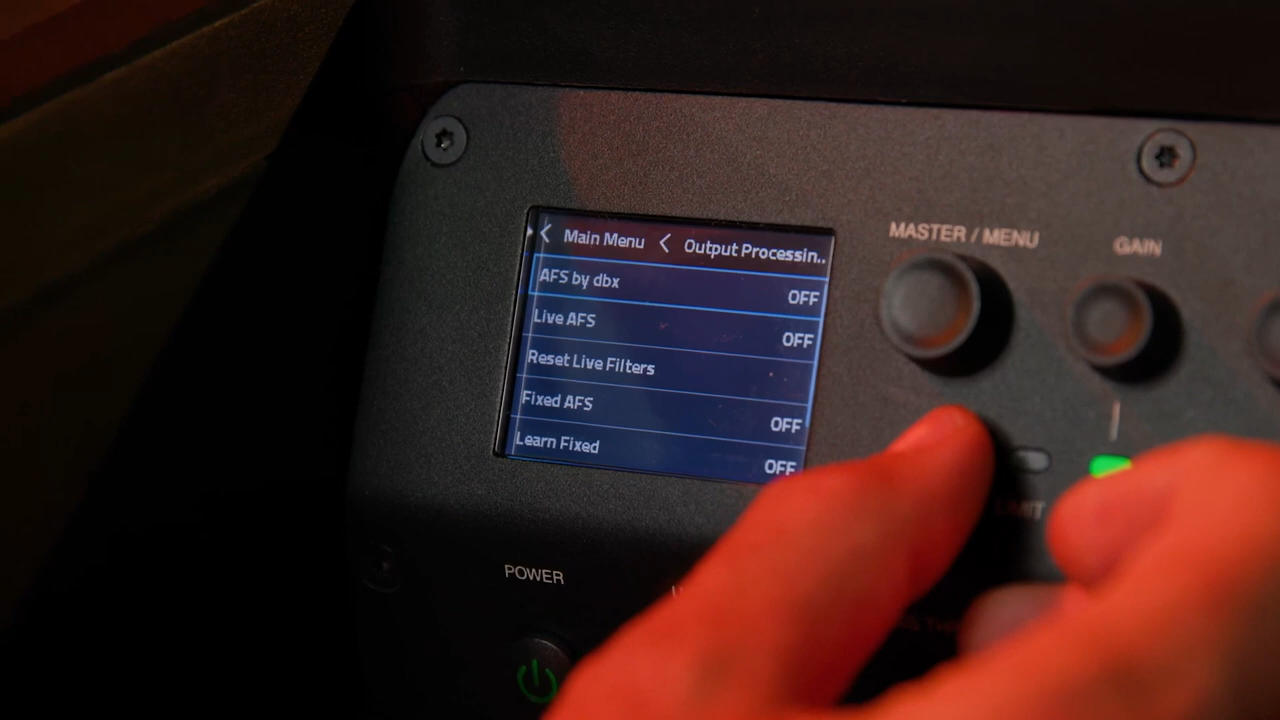 < Main Menu < Output Processin..
AFS by dbx OFF
Live AFS OFF
Reset Live Filters
Fixed AFS OFF
Learn Fixed OFF
MASTER / MENU
GAIN
LIMIT
POWER